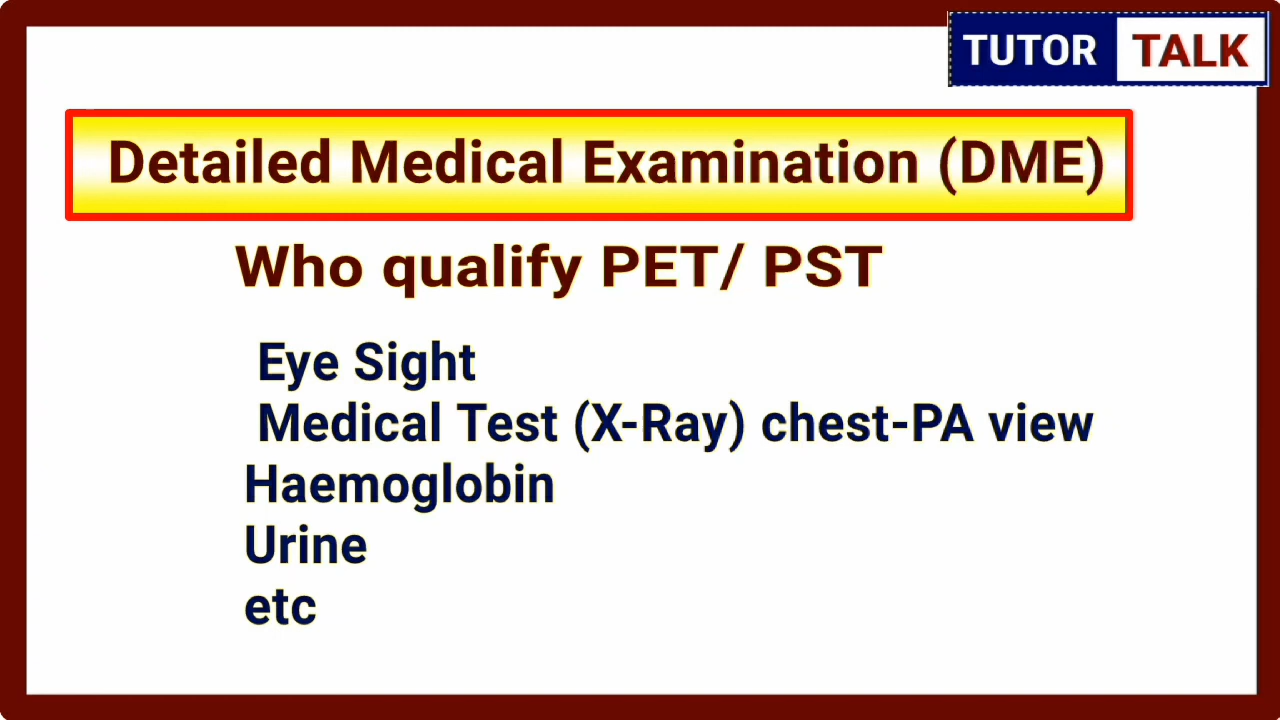 TUTOR TALK
Detailed Medical Examination (DME)
Who qualify PET/ PST
Eye Sight
Medical Test (X-Ray) chest-PA view
Haemoglobin
Urine
etc